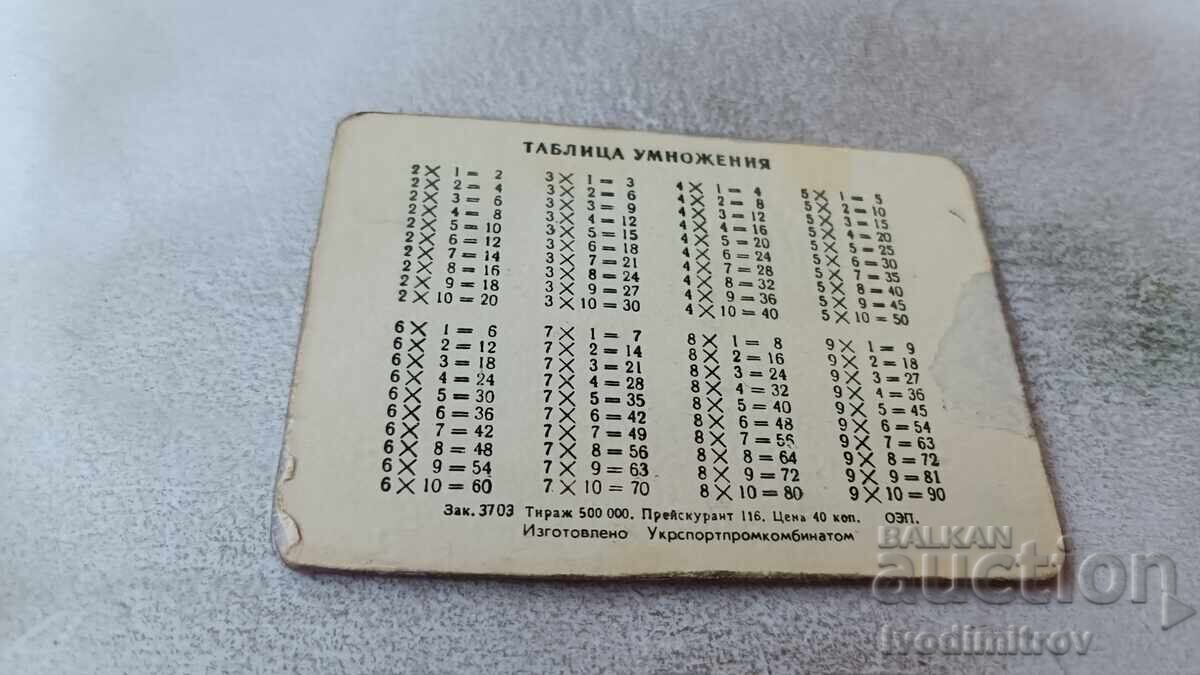 ТАБЛИЦА УМНОЖЕНИЯ
2 × 1 = 2
2 × 2 = 4
2 × 3 = 6
2 × 4 = 8
2 × 5 = 10
2 × 6 = 12
2 × 7 = 14
2 × 8 = 16
2 × 9 = 18
2 × 10 = 20
3 × 1 = 3
3 × 2 = 6
3 × 3 = 9
3 × 4 = 12
3 × 5 = 15
3 × 6 = 18
3 × 7 = 21
3 × 8 = 24
3 × 9 = 27
3 × 10 = 30
4 × 1 = 4
4 × 2 = 8
4 × 3 = 12
4 × 4 = 16
4 × 5 = 20
4 × 6 = 24
4 × 7 = 28
4 × 8 = 32
4 × 9 = 36
4 × 10 = 40
5 × 1 = 5
5 × 2 = 10
5 × 3 = 15
5 × 4 = 20
5 × 5 = 25
5 × 6 = 30
5 × 7 = 35
5 × 8 = 40
5 × 9 = 45
5 × 10 = 50
6 × 1 = 6
6 × 2 = 12
6 × 3 = 18
6 × 4 = 24
6 × 5 = 30
6 × 6 = 36
6 × 7 = 42
6 × 8 = 48
6 × 9 = 54
6 × 10 = 60
7 × 1 = 7
7 × 2 = 14
7 × 3 = 21
7 × 4 = 28
7 × 5 = 35
7 × 6 = 42
7 × 7 = 49
7 × 8 = 56
7 × 9 = 63
7 × 10 = 70
8 × 1 = 8
8 × 2 = 16
8 × 3 = 24
8 × 4 = 32
8 × 5 = 40
8 × 6 = 48
8 × 7 = 56
8 × 8 = 64
8 × 9 = 72
8 × 10 = 80
9 × 1 = 9
9 × 2 = 18
9 × 3 = 27
9 × 4 = 36
9 × 5 = 45
9 × 6 = 54
9 × 7 = 63
9 × 8 = 72
9 × 9 = 81
9 × 10 = 90
Зак. 3703 Тираж 500 000. Прейскурант 116. Цена 40 коп. ОЭП.
Изготовлено Укрспортпромкомбинатом
BALKAN
auction
ivodimitrov